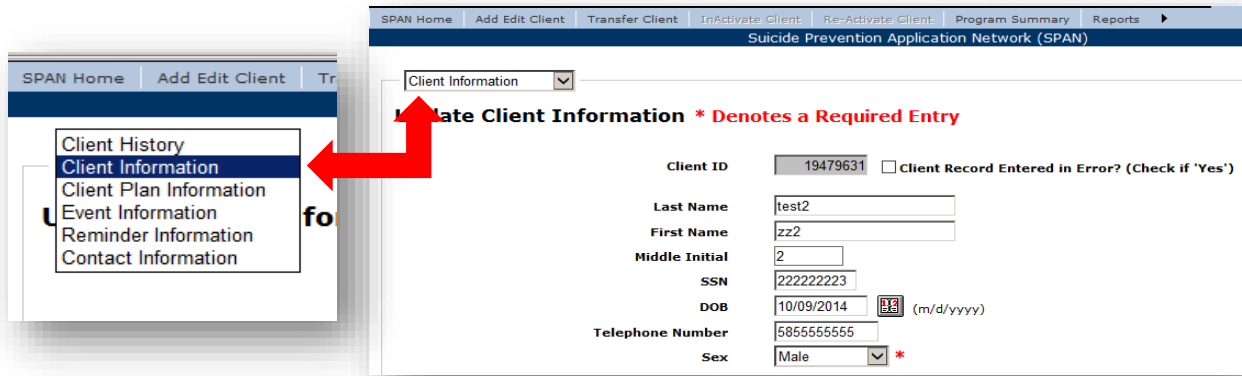 SPAN Home Add Edit Client Tr
Client History
Client Information
Client Plan Information
Event Information
Reminder Information
Contact Information
U
fo
SPAN Home Add Edit Client Transfer Client InActivate Client Re-Activate Client Program Summary Reports
Suicide Prevention Application Network (SPAN)
Client Information
Update Client Information * Denotes a Required Entry
Client ID 19479631 Client Record Entered in Error? (Check if 'Yes')
Last Name test2
First Name zz2
Middle Initial 2
SSN 222222223
DOB 10/09/2014 (m/d/yyyy)
Telephone Number 5855555555
Sex Male *